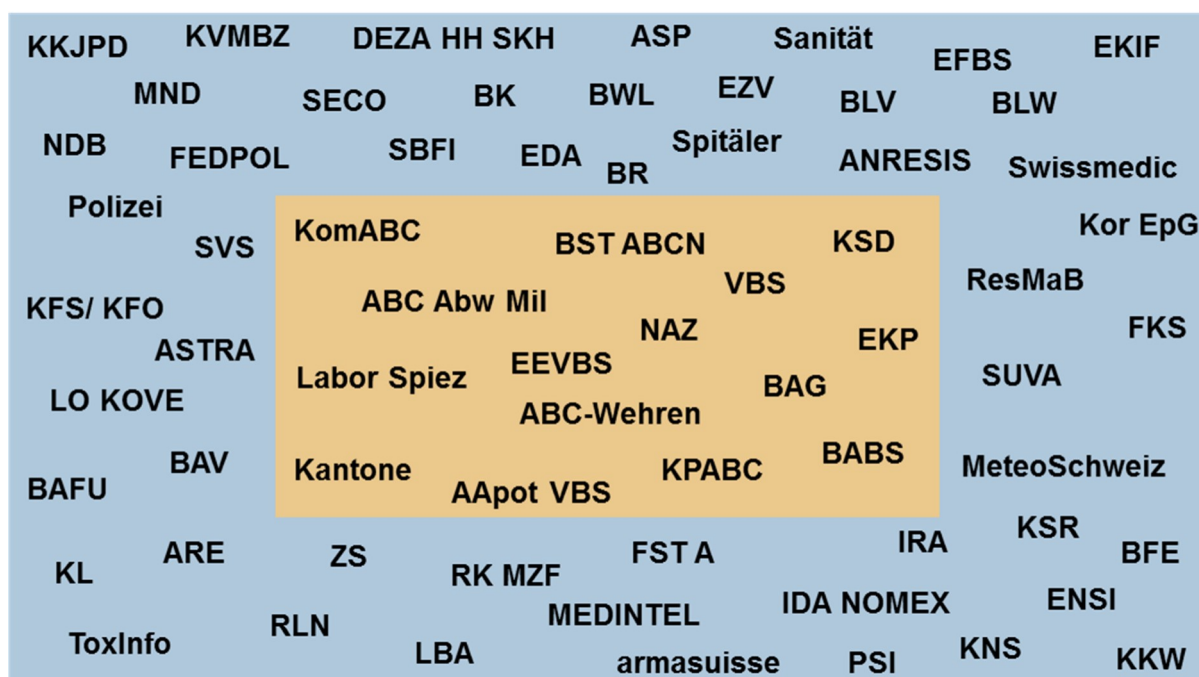 KKJPD
KVMBZ
DEZA HH SKH
ASP
Sanität
EFBS
EKIF
MND
SECO
BK
BWL
EZV
BLV
BLW
NDB
FEDPOL
SBFI
EDA
BR
Spitäler
ANRESIS
Swissmedic
Polizei
SVS
KomABC
BST ABCN
KSD
Kor EpG
VBS
ResMaB
KFS/ KFO
ABC Abw Mil
NAZ
FKS
ASTRA
EKP
Labor Spiez
EEVBS
BAG
SUVA
LO KOVE
ABC-Wehren
BAV
Kantone
AApot VBS
KPABC
BABS
MeteoSchweiz
BAFU
ARE
ZS
FST A
IRA
KSR
BFE
KL
RK MZF
MEDINTEL
IDA NOMEX
ENSI
ToxInfo
RLN
LBA
armasuisse
PSI
KNS
KKW